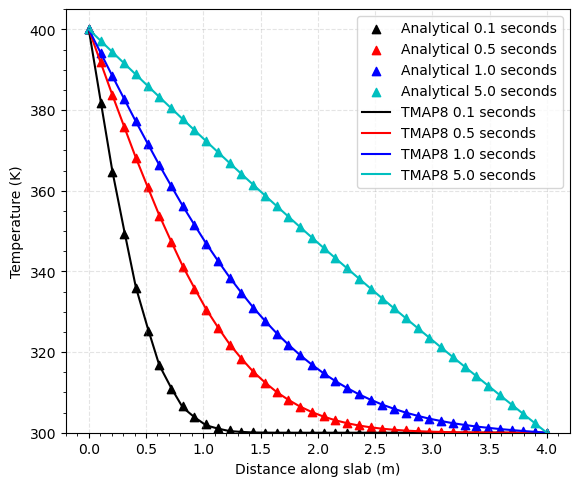 Analytical 0.1 seconds
Analytical 0.5 seconds
Analytical 1.0 seconds
Analytical 5.0 seconds
TMAP8 0.1 seconds
TMAP8 0.5 seconds
TMAP8 1.0 seconds
TMAP8 5.0 seconds
Temperature (K)
400
380
360
340
320
300
0.0 0.5 1.0 1.5 2.0 2.5 3.0 3.5 4.0
Distance along slab (m)